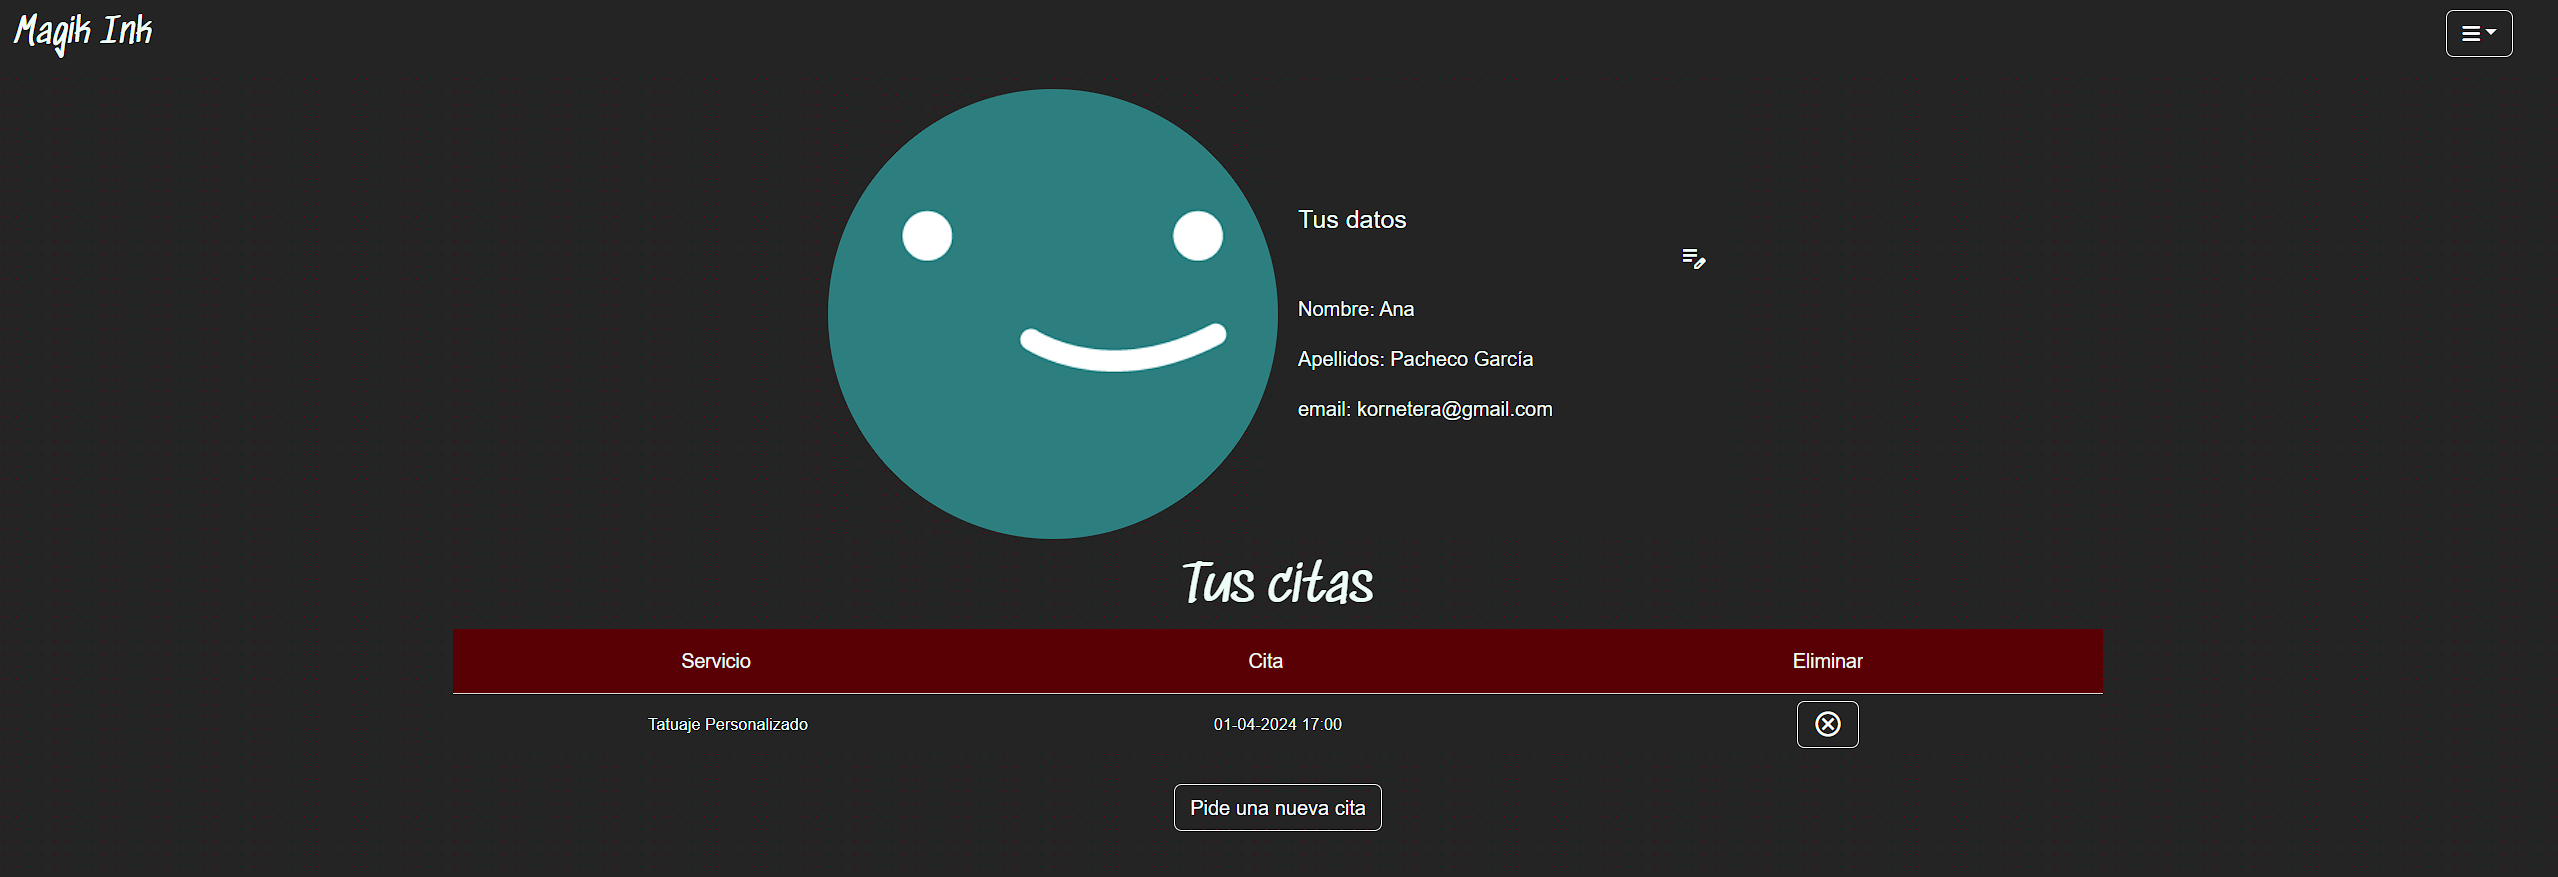 Magik Ink
Tus datos
Nombre: Ana
Apellidos: Pacheco García
email: kornetera@gmail.com
Tus citas
Servicio Cita Eliminar
Tatuaje Personalizado 01-04-2024 17:00
Pide una nueva cita